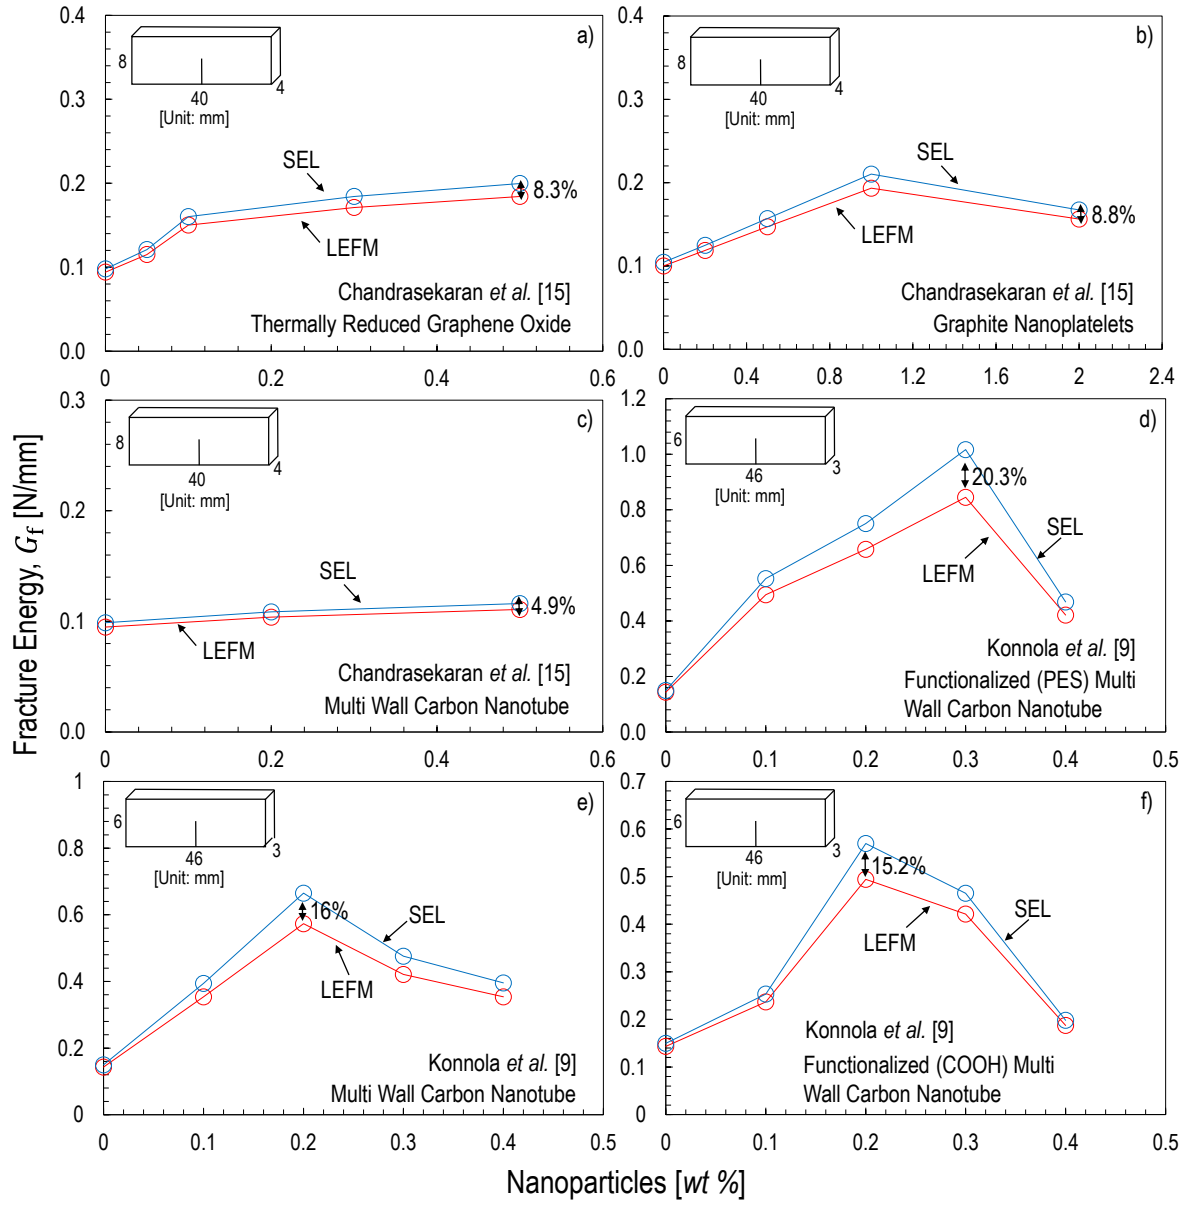 Fracture Energy, G_f [N/mm]
0.4
0.3
0.2
0.1
0.0
0
0.2
0.4
0.6
a)
8
40
4
[Unit: mm]
SEL
LEFM
8.3%
Chandrasekaran et al. [15]
Thermally Reduced Graphene Oxide
0.4
0.3
0.2
0.1
0.0
0
0.4
0.8
1.2
1.6
2
2.4
b)
8
40
4
[Unit: mm]
SEL
LEFM
8.8%
Chandrasekaran et al. [15]
Graphite Nanoplatelets
0.3
0.2
0.1
0.0
0
0.2
0.4
0.6
c)
8
40
4
[Unit: mm]
SEL
LEFM
4.9%
Chandrasekaran et al. [15]
Multi Wall Carbon Nanotube
1.2
1.0
0.8
0.6
0.4
0.2
0.0
0
0.1
0.2
0.3
0.4
0.5
d)
6
46
3
[Unit: mm]
20.3%
SEL
LEFM
Konnola et al. [9]
Functionalized (PES) Multi
Wall Carbon Nanotube
1
0.8
0.6
0.4
0.2
0
0
0.1
0.2
0.3
0.4
0.5
e)
6
46
3
[Unit: mm]
16%
SEL
LEFM
Konnola et al. [9]
Multi Wall Carbon Nanotube
0.7
0.6
0.5
0.4
0.3
0.2
0.1
0
0
0.1
0.2
0.3
0.4
0.5
f)
6
46
3
[Unit: mm]
15.2%
SEL
LEFM
Konnola et al. [9]
Functionalized (COOH) Multi
Wall Carbon Nanotube
Nanoparticles [wt %]